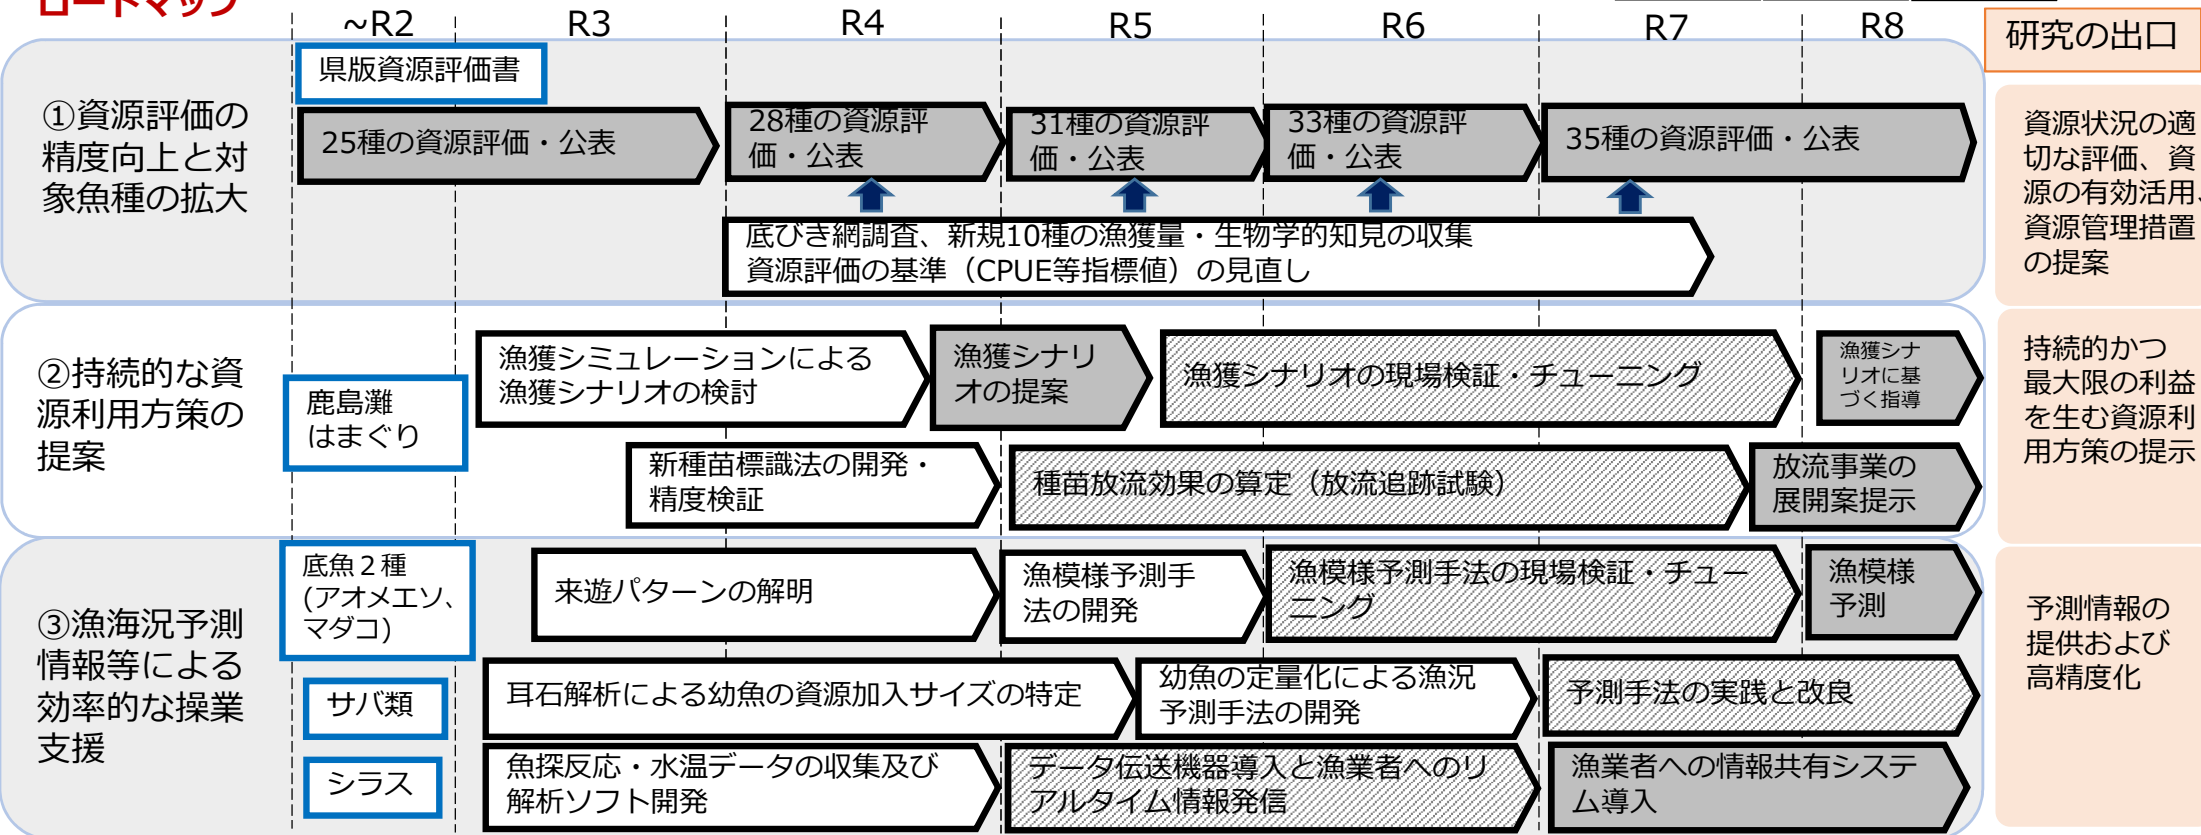 ロードマップ
~R2
R3
R4
R5
R6
R7
R8
研究の出口
①資源評価の
精度向上と対
象魚種の拡大
県版資源評価書
25種の資源評価・公表
28種の資源評
価・公表
31種の資源評
価・公表
33種の資源評
価・公表
35種の資源評価・公表
底びき網調査、新規10種の漁獲量・生物学的知見の収集
資源評価の基準（CPUE等指標値）の見直し
資源状況の適
切な評価、資
源の有効活用、
資源管理措置
の提案
②持続的な資
源利用方策の
提案
鹿島灘
はまぐり
漁獲シミュレーションによる
漁獲シナリオの検討
漁獲シナリ
オの提案
漁獲シナリオの現場検証・チューニング
漁獲シナ
リオに基
づく指導
新種苗標識法の開発・
精度検証
種苗放流効果の算定（放流追跡試験）
放流事業の
展開案提示
持続的かつ
最大限の利益
を生む資源利
用方策の提示
③漁海況予測
情報等による
効率的な操業
支援
底魚２種
(アオメエソ、
マダコ)
来遊パターンの解明
漁模様予測手
法の開発
漁模様予測手法の現場検証・チュー
ニング
漁模様
予測
サバ類
耳石解析による幼魚の資源加入サイズの特定
幼魚の定量化による漁況
予測手法の開発
予測手法の実践と改良
シラス
魚探反応・水温データの収集及び
解析ソフト開発
データ伝送機器導入と漁業者へのリ
アルタイム情報発信
漁業者への情報共有システ
ム導入
予測情報の
提供および
高精度化